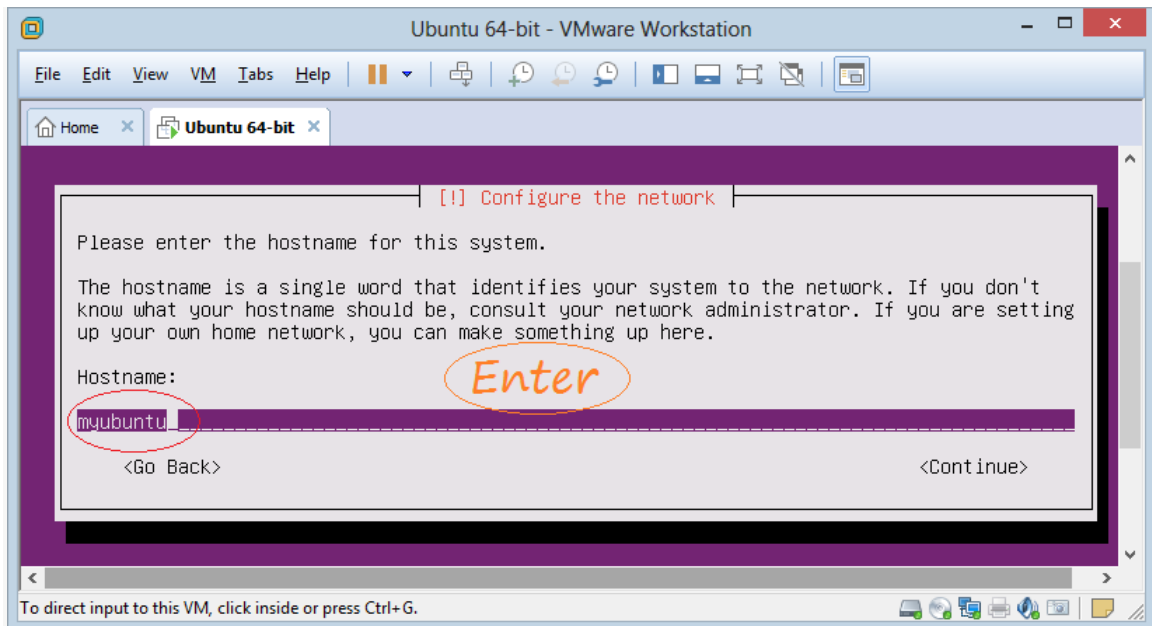 Ubuntu 64-bit - VMware Workstation
File Edit View VM Tabs Help
Home Ubuntu 64-bit
[!] Configure the network
Please enter the hostname for this system.
The hostname is a single word that identifies your system to the network. If you don't
know what your hostname should be, consult your network administrator. If you are setting
up your own home network, you can make something up here.
Hostname:
Enter
myubuntu
<Go Back> <Continue>
To direct input to this VM, click inside or press Ctrl+G.